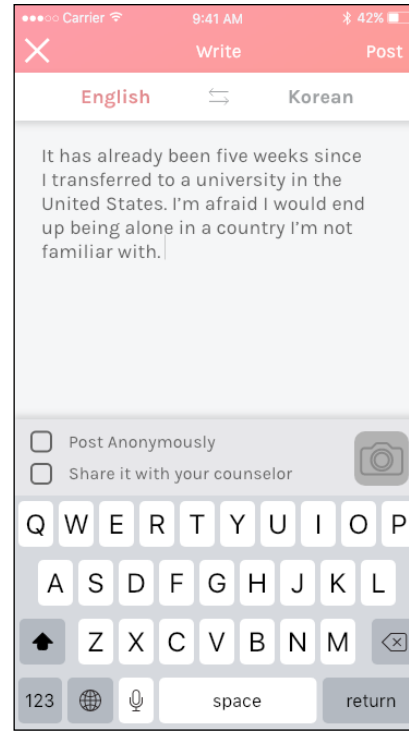 Carrier 9:41 AM 42%
Write Post
English Korean
It has already been five weeks since
I transferred to a university in the
United States. I’m afraid I would end
up being alone in a country I’m not
familiar with.
Post Anonymously
Share it with your counselor
Q W E R T Y U I O P
A S D F G H J K L
Z X C V B N M
123 space return